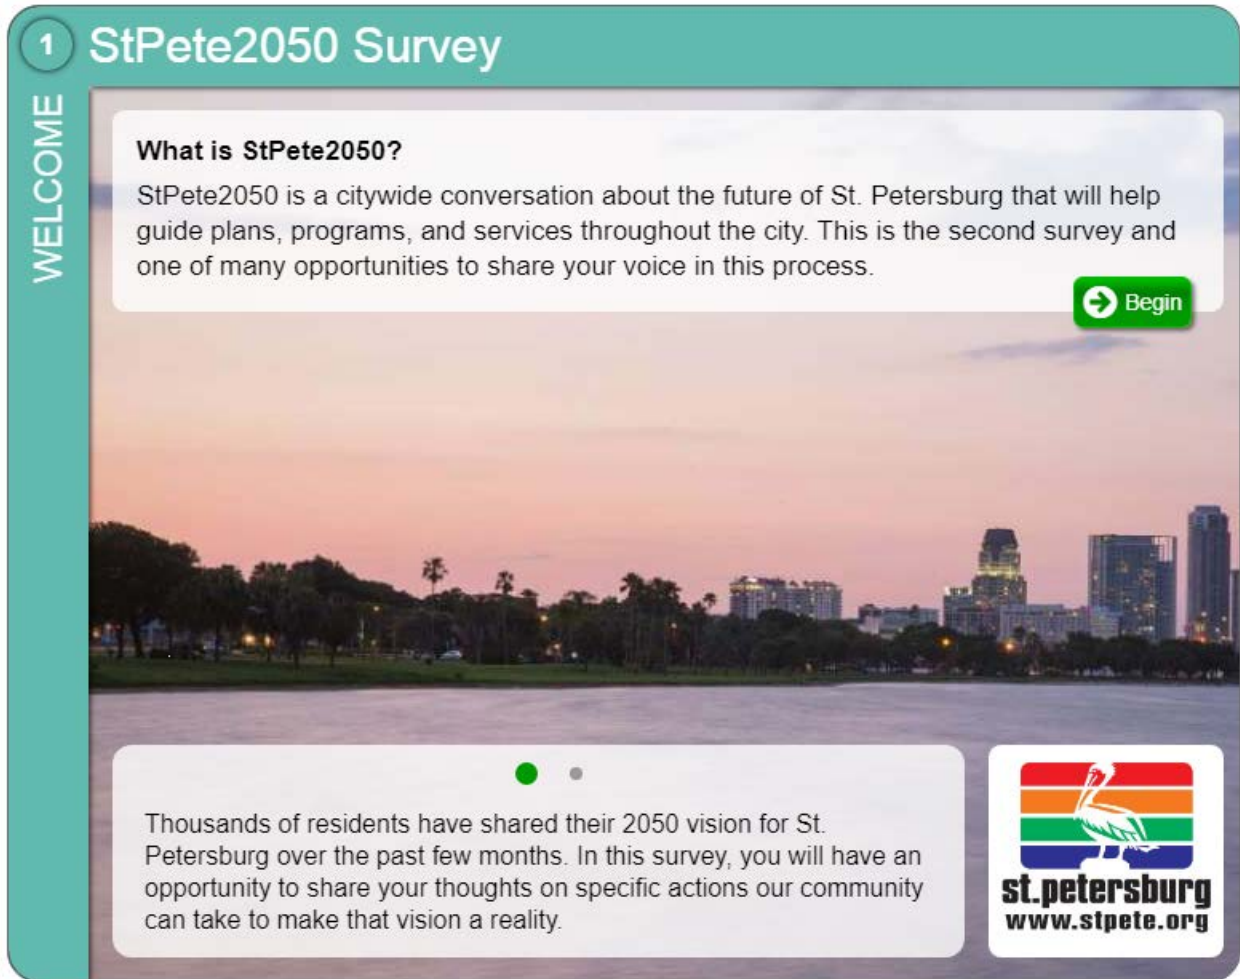 1 StPete2050 Survey
WELCOME
What is StPete2050?
StPete2050 is a citywide conversation about the future of St. Petersburg that will help
guide plans, programs, and services throughout the city. This is the second survey and
one of many opportunities to share your voice in this process.
Begin
Thousands of residents have shared their 2050 vision for St.
Petersburg over the past few months. In this survey, you will have an
opportunity to share your thoughts on specific actions our community
can take to make that vision a reality.
st.petersburg
www.stpete.org